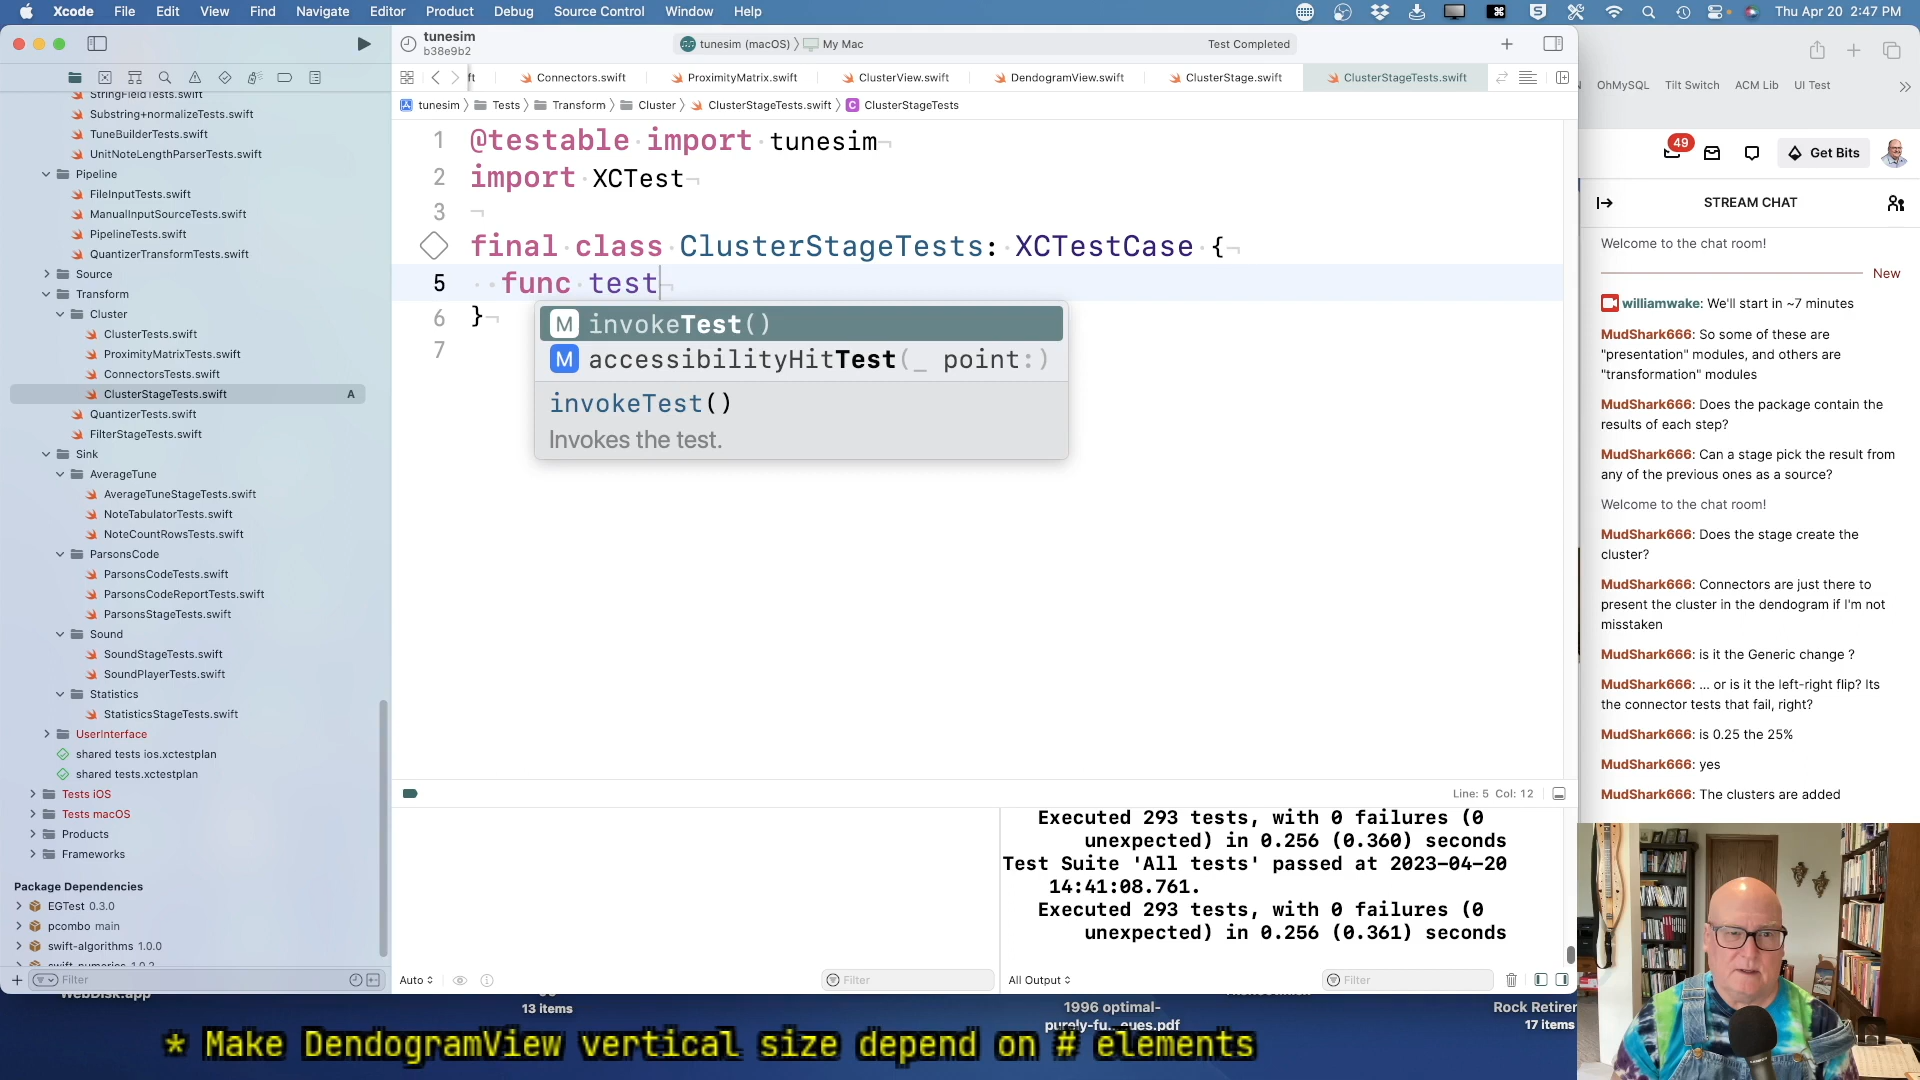 Xcode File Edit View Find Navigate Editor Product Debug Source Control Window Help
Thu Apr 20 2:47 PM
tunesim
b38e9b2
tunesim (macOS) 〉 My Mac
Test Completed
ft
Connectors.swift
ProximityMatrix.swift
ClusterView.swift
DendogramView.swift
ClusterStage.swift
ClusterStageTests.swift
tunesim 〉 Tests 〉 Transform 〉 Cluster 〉 ClusterStageTests.swift 〉 C ClusterStageTests
StringFieldTests.swift
Substring+normalizeTests.swift
TuneBuilderTests.swift
UnitNoteLengthParserTests.swift
Pipeline
FileInputTests.swift
ManualInputSourceTests.swift
PipelineTests.swift
QuantizerTransformTests.swift
Source
Transform
Cluster
ClusterTests.swift
ProximityMatrixTests.swift
ConnectorsTests.swift
ClusterStageTests.swift A
QuantizerTests.swift
FilterStageTests.swift
Sink
AverageTune
AverageTuneStageTests.swift
NoteTabulatorTests.swift
NoteCountRowsTests.swift
ParsonsCode
ParsonsCodeTests.swift
ParsonsCodeReportTests.swift
ParsonsStageTests.swift
Sound
SoundStageTests.swift
SoundPlayerTests.swift
Statistics
StatisticsStageTests.swift
UserInterface
shared tests ios.xctestplan
shared tests.xctestplan
Tests iOS
Tests macOS
Products
Frameworks
Package Dependencies
EGTest 0.3.0
pcombo main
swift-algorithms 1.0.0
swift-numerics 1.0.2
Filter
1 @testable import tunesim
2 import XCTest
3
4 final class ClusterStageTests: XCTestCase {
5 func test
6 }
7
M invokeTest()
M accessibilityHitTest(_ point:)
invokeTest()
Invokes the test.
Line: 5 Col: 12
Executed 293 tests, with 0 failures (0
unexpected) in 0.256 (0.360) seconds
Test Suite 'All tests' passed at 2023-04-20
14:41:08.761.
Executed 293 tests, with 0 failures (0
unexpected) in 0.256 (0.361) seconds
Auto
Filter
All Output
Filter
OhMySQL Tilt Switch ACM Lib UI Test
49
Get Bits
STREAM CHAT
Welcome to the chat room!
New
williamwake: We'll start in ~7 minutes
MudShark666: So some of these are
"presentation" modules, and others are
"transformation" modules
MudShark666: Does the package contain the
results of each step?
MudShark666: Can a stage pick the result from
any of the previous ones as a source?
Welcome to the chat room!
MudShark666: Does the stage create the
cluster?
MudShark666: Connectors are just there to
present the cluster in the dendogram if I'm not
misstaken
MudShark666: is it the Generic change ?
MudShark666: ... or is it the left-right flip? Its
the connector tests that fail, right?
MudShark666: is 0.25 the 25%
MudShark666: yes
MudShark666: The clusters are added
WebDisk.app
13 items
1996 optimal-
purely-fu...eues.pdf
Rock Retirer
17 items
* Make DendogramView vertical size depend on # elements